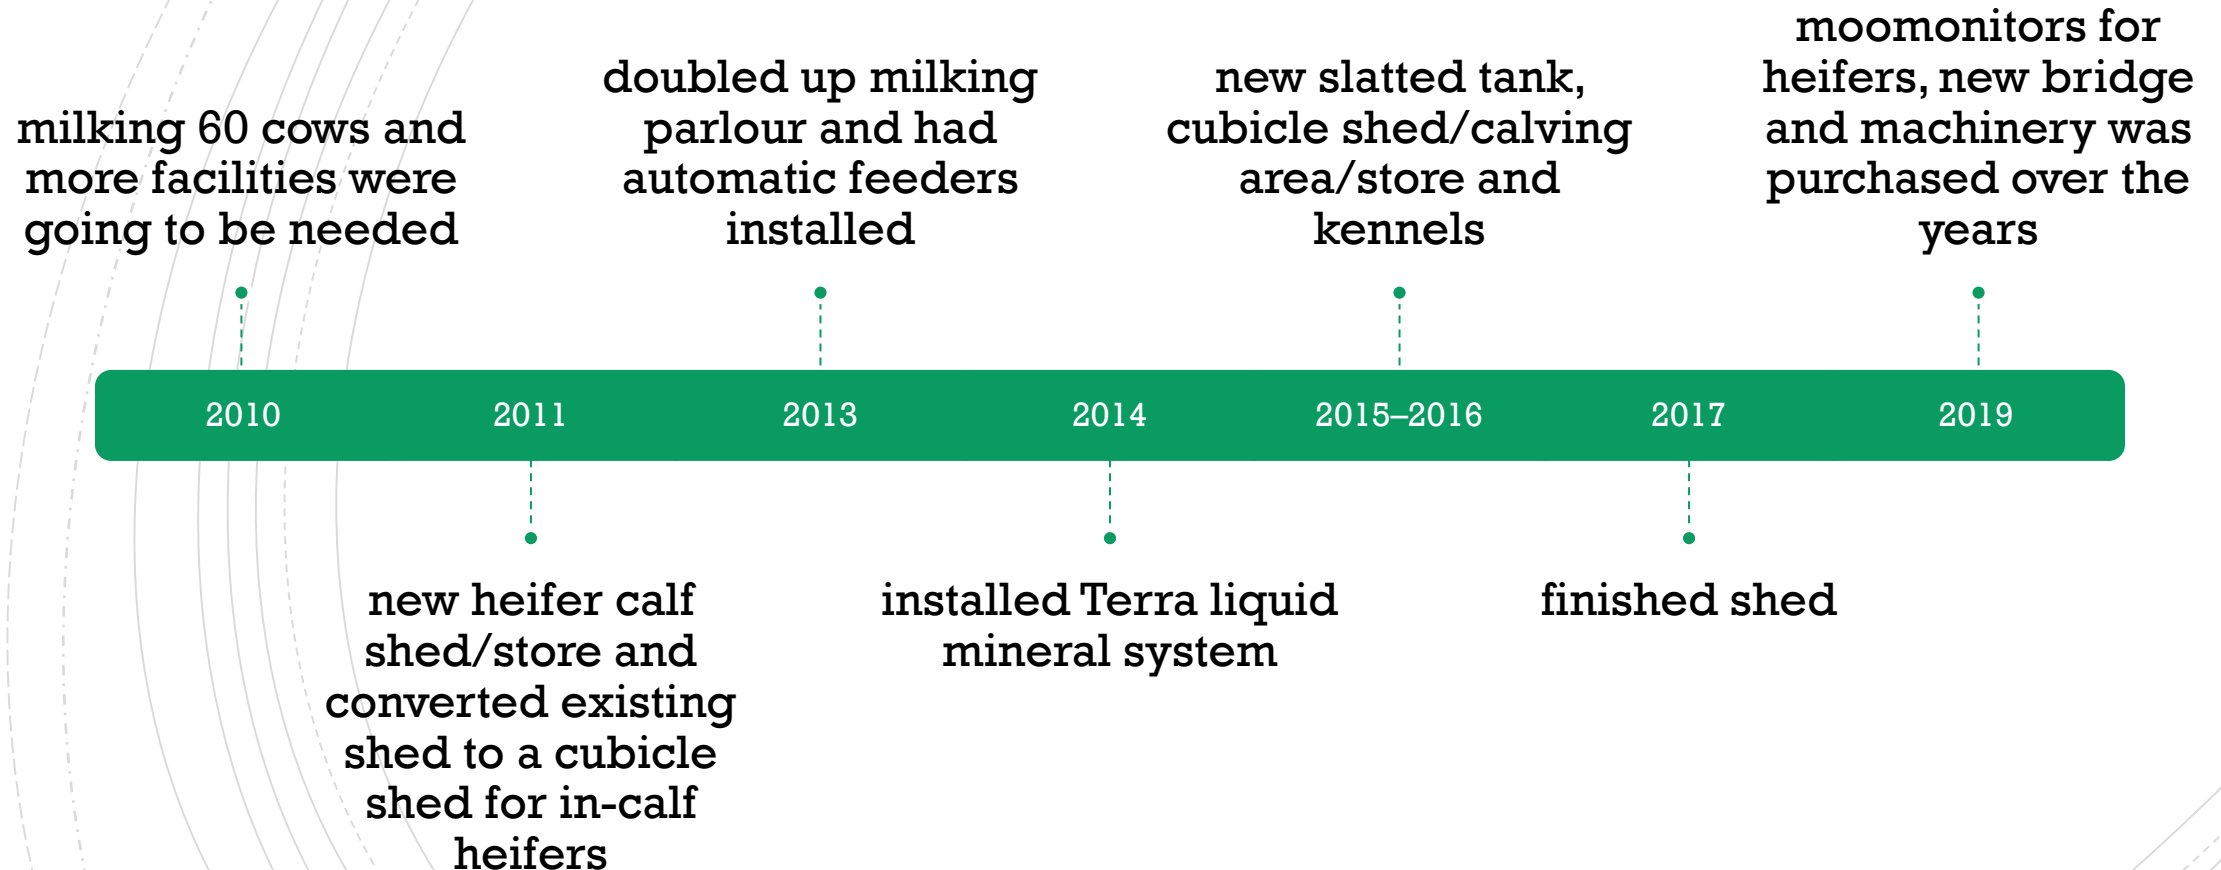 milking 60 cows and
more facilities were
going to be needed
doubled up milking
parlour and had
automatic feeders
installed
new slatted tank,
cubicle shed/calving
area/store and
kennels
moomonitors for
heifers, new bridge
and machinery was
purchased over the
years
2010
2011
2013
2014
2015–2016
2017
2019
new heifer calf
shed/store and
converted existing
shed to a cubicle
shed for in-calf
heifers
installed Terra liquid
mineral system
finished shed